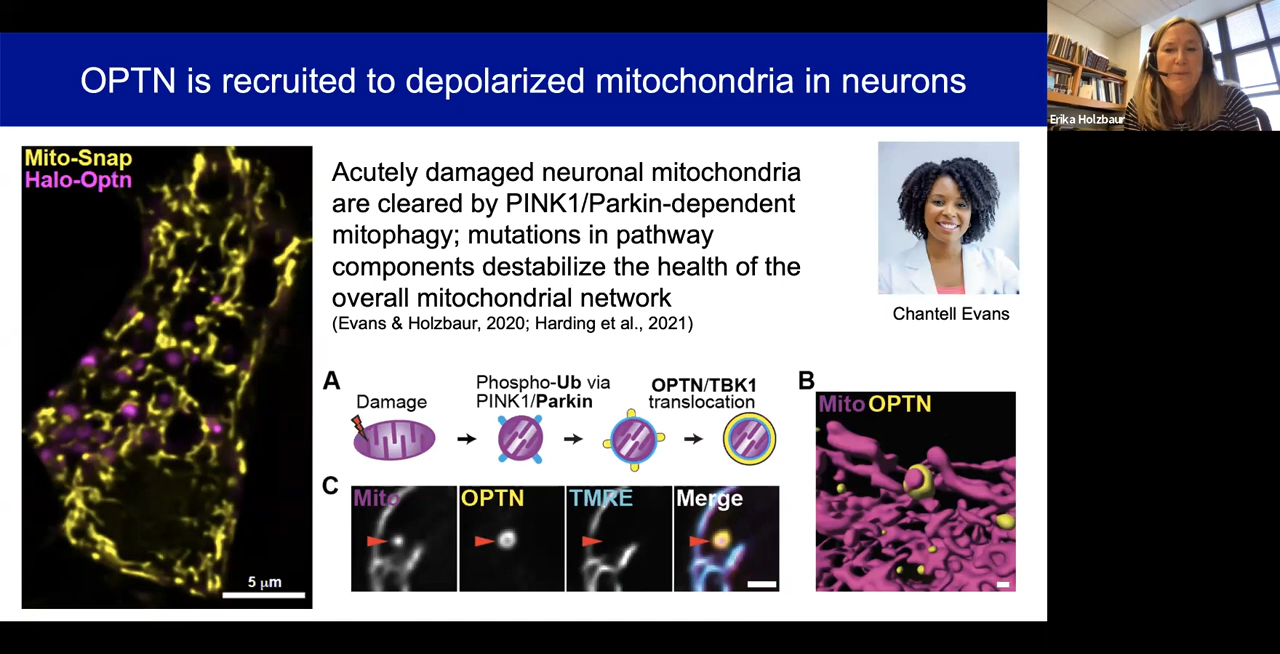 OPTN is recruited to depolarized mitochondria in neurons
Erika Holzbaur
Mito-Snap
Halo-Optn
5 μm
Acutely damaged neuronal mitochondria
are cleared by PINK1/Parkin-dependent
mitophagy; mutations in pathway
components destabilize the health of the
overall mitochondrial network
(Evans & Holzbaur, 2020; Harding et al., 2021)
Chantell Evans
A
Damage
Phospho-Ub via
PINK1/Parkin
OPTN/TBK1
translocation
B
Mito OPTN
C
Mito
OPTN
TMRE
Merge